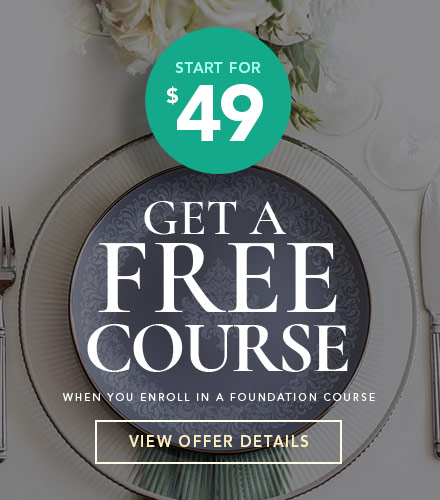 START FOR
$49
GET A
FREE
COURSE
WHEN YOU ENROLL IN A FOUNDATION COURSE
VIEW OFFER DETAILS